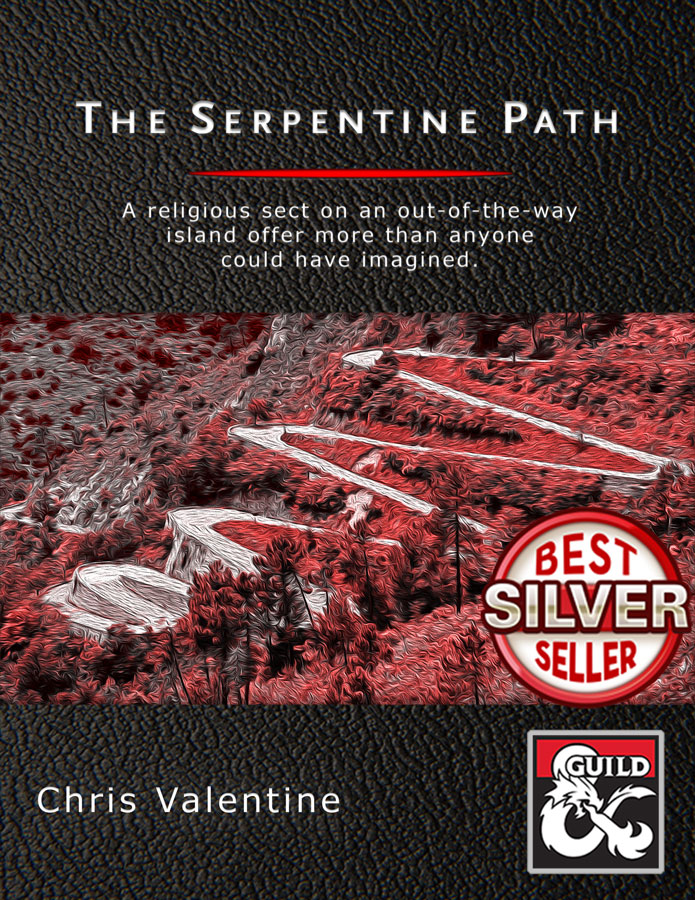 The Serpentine Path
A religious sect on an out-of-the-way
island offer more than anyone
could have imagined.
BEST
SILVER
SELLER
Chris Valentine
GUILD